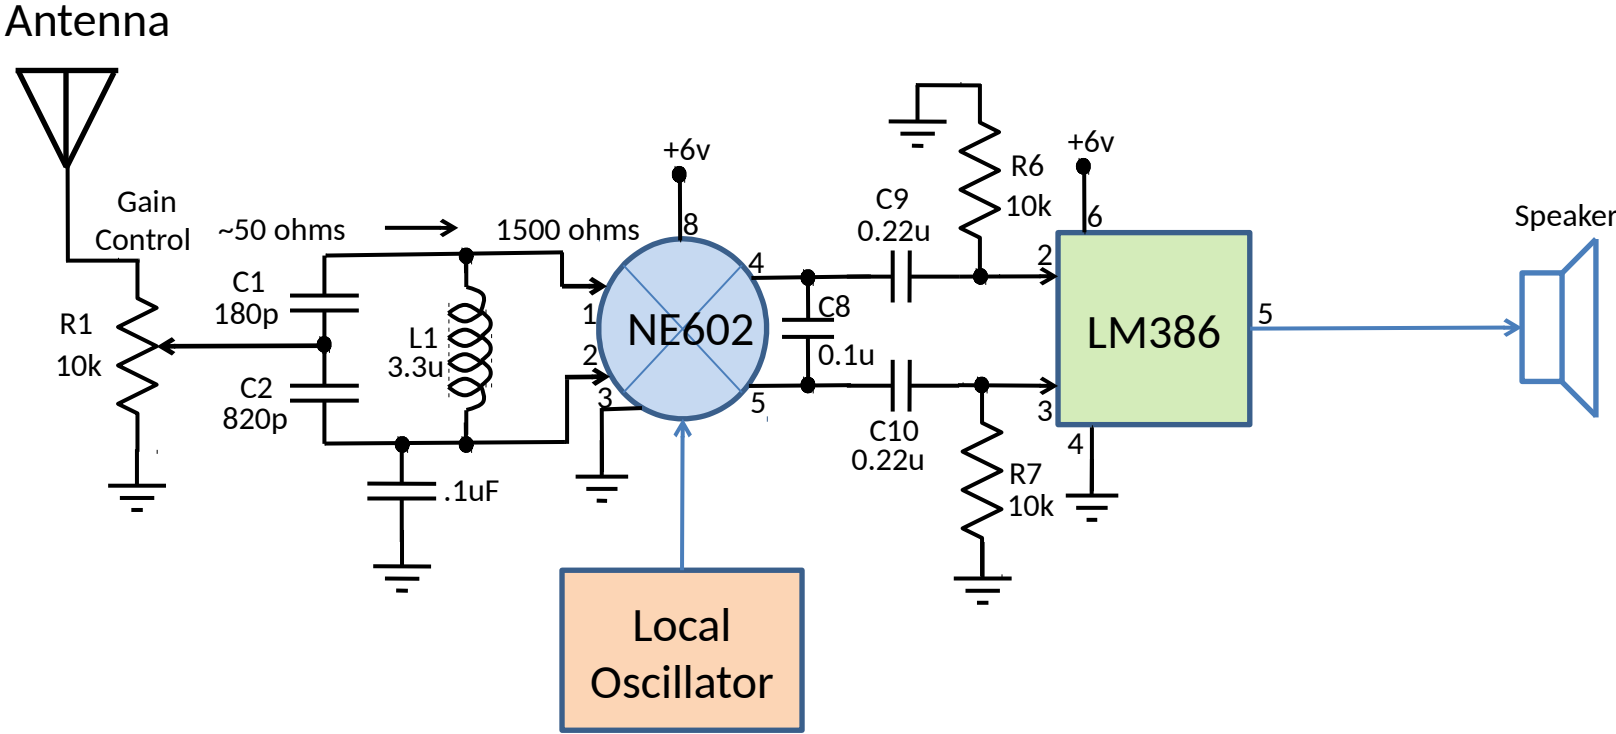 Antenna
Gain
Control
~50 ohms
1500 ohms
+6v
8
C1
180p
R1
10k
C2
820p
L1
3.3u
.1uF
1
2
3
NE602
4
5
C8
0.1u
C9
0.22u
C10
0.22u
R6
10k
R7
10k
+6v
6
2
3
4
5
LM386
Speaker
Local
Oscillator